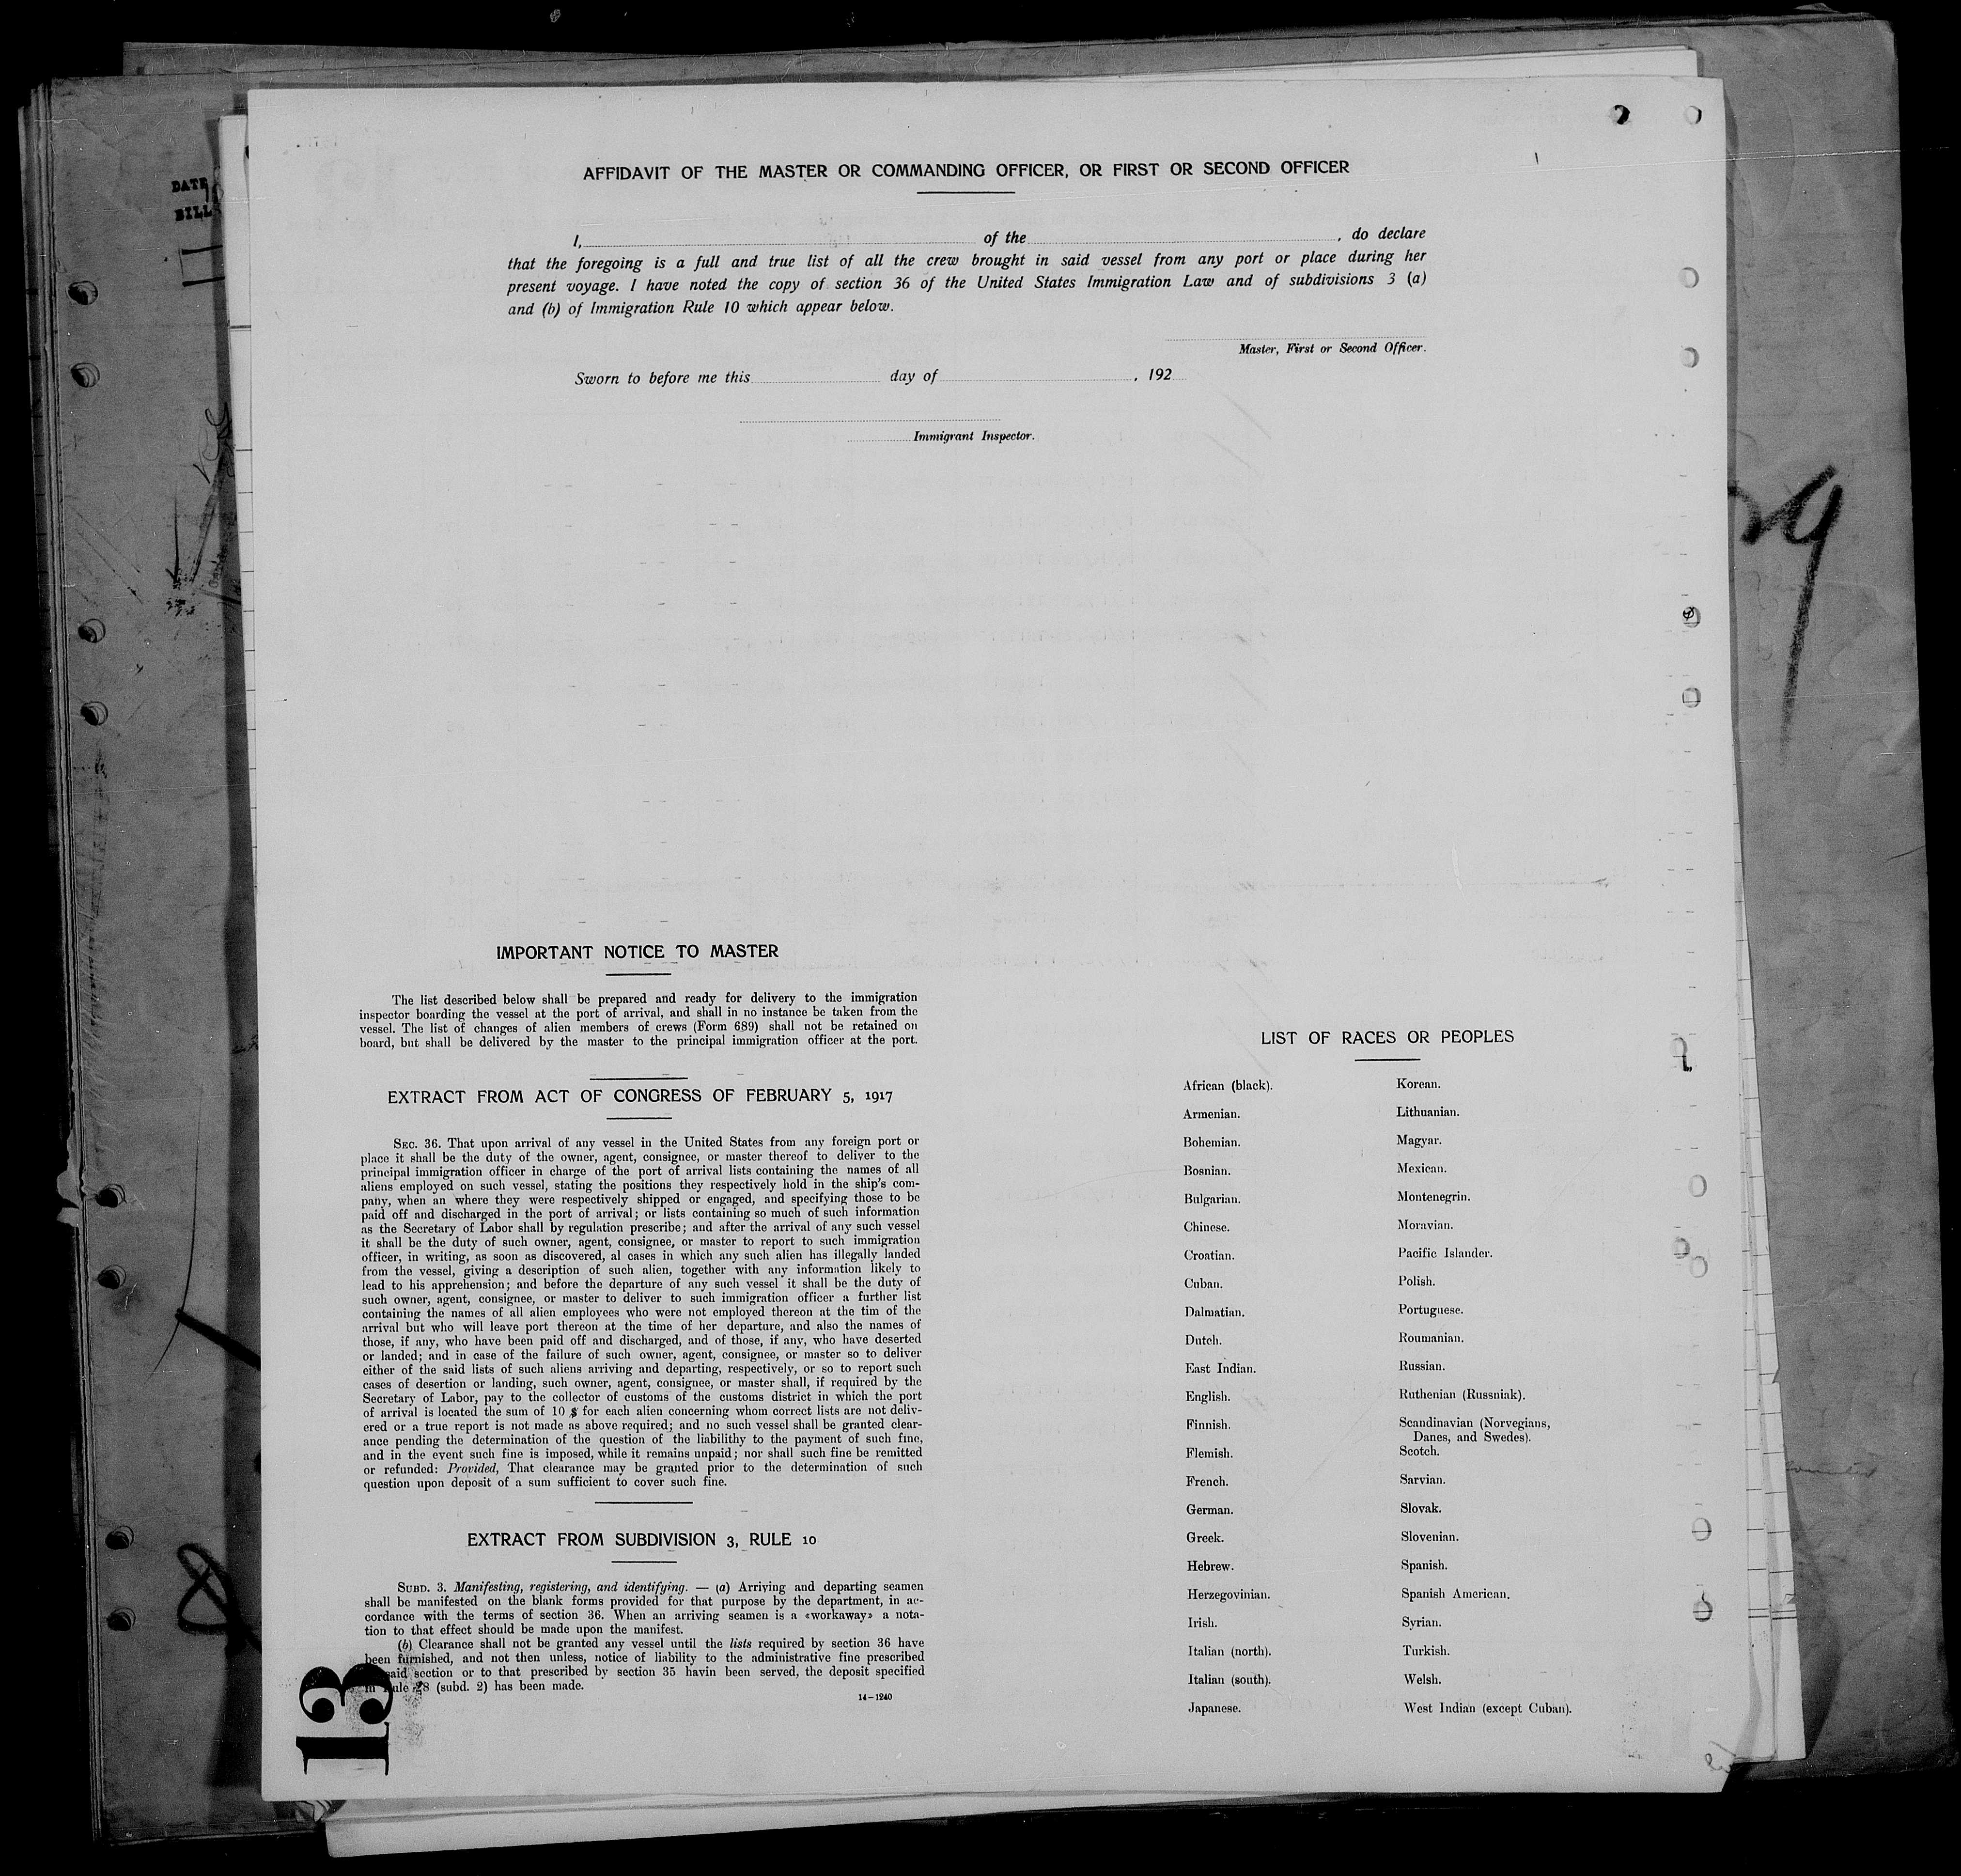 DATE
BILL
AFFIDAVIT OF THE MASTER OR COMMANDING OFFICER, OR FIRST OR SECOND OFFICER
I, of the , do declare
that the foregoing is a full and true list of all the crew brought in said vessel from any port or place during her
present voyage. I have noted the copy of section 36 of the United States Immigration Law and of subdivisions 3 (a)
and (b) of Immigration Rule 10 which appear below.
Master, First or Second Officer.
Sworn to before me this day of , 192
Immigrant Inspector.
IMPORTANT NOTICE TO MASTER
The list described below shall be prepared and ready for delivery to the immigration
inspector boarding the vessel at the port of arrival, and shall in no instance be taken from the
vessel. The list of changes of alien members of crews (Form 689) shall not be retained on
board, but shall be delivered by the master to the principal immigration officer at the port.
EXTRACT FROM ACT OF CONGRESS OF FEBRUARY 5, 1917
SEC. 36. That upon arrival of any vessel in the United States from any foreign port or
place it shall be the duty of the owner, agent, consignee, or master thereof to deliver to the
principal immigration officer in charge of the port of arrival lists containing the names of all
aliens employed on such vessel, stating the positions they respectively hold in the ship's com-
pany, when an where they were respectively shipped or engaged, and specifying those to be
paid off and discharged in the port of arrival; or lists containing so much of such information
as the Secretary of Labor shall by regulation prescribe; and after the arrival of any such vessel
it shall be the duty of such owner, agent, consignee, or master to report to such immigration
officer, in writing, as soon as discovered, al cases in which any such alien has illegally landed
from the vessel, giving a description of such alien, together with any information likely to
lead to his apprehension; and before the departure of any such vessel it shall be the duty of
such owner, agent, consignee, or master to deliver to such immigration officer a further list
containing the names of all alien employees who were not employed thereon at the tim of the
arrival but who will leave port thereon at the time of her departure, and also the names of
those, if any, who have been paid off and discharged, and of those, if any, who have deserted
or landed; and in case of the failure of such owner, agent, consignee, or master so to deliver
either of the said lists of such aliens arriving and departing, respectively, or so to report such
cases of desertion or landing, such owner, agent, consignee, or master shall, if required by the
Secretary of Labor, pay to the collector of customs of the customs district in which the port
of arrival is located the sum of 10 $ for each alien concerning whom correct lists are not deliv-
ered or a true report is not made as above required; and no such vessel shall be granted clear-
ance pending the determination of the question of the liabilithy to the payment of such fine,
and in the event such fine is imposed, while it remains unpaid; nor shall such fine be remitted
or refunded: Provided, That clearance may be granted prior to the determination of such
question upon deposit of a sum sufficient to cover such fine.
EXTRACT FROM SUBDIVISION 3, RULE 10
SUBD. 3. Manifesting, registering, and identifying. — (a) Arriving and departing seamen
shall be manifested on the blank forms provided for that purpose by the department, in ac-
cordance with the terms of section 36. When an arriving seamen is a «workaway» a nota-
tion to that effect should be made upon the manifest.
(b) Clearance shall not be granted any vessel until the lists required by section 36 have
been furnished, and not then unless, notice of liability to the administrative fine prescribed
said section or to that prescribed by section 35 havin been served, the deposit specified
in Rule 28 (subd. 2) has been made.
14-1240
13
LIST OF RACES OR PEOPLES
African (black).
Armenian.
Bohemian.
Bosnian.
Bulgarian.
Chinese.
Croatian.
Cuban.
Dalmatian.
Dutch.
East Indian.
English.
Finnish.
Flemish.
French.
German.
Greek.
Hebrew.
Herzegovinian.
Irish.
Italian (north).
Italian (south).
Japanese.
Korean.
Lithuanian.
Magyar.
Mexican.
Montenegrin.
Moravian.
Pacific Islander.
Polish.
Portuguese.
Roumanian.
Russian.
Ruthenian (Russniak).
Scandinavian (Norvegians,
Danes, and Swedes).
Scotch.
Sarvian.
Slovak.
Slovenian.
Spanish.
Spanish American.
Syrian.
Turkish.
Welsh.
West Indian (except Cuban).